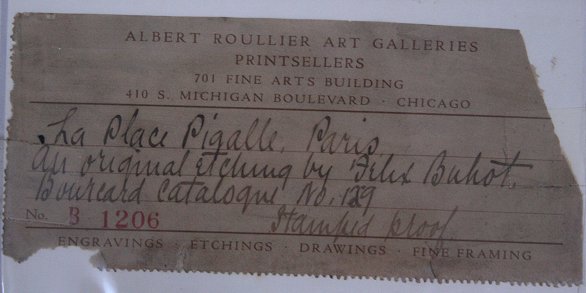 ALBERT ROULLIER ART GALLERIES
PRINTSELLERS
701 FINE ARTS BUILDING
410 S. MICHIGAN BOULEVARD · CHICAGO
La Place Pigalle, Paris
An original etching by Félix Buhot.
Bourcard Catalogue No. 129
No. B 1206 Stamped proof
ENGRAVINGS · ETCHINGS · DRAWINGS · FINE FRAMING